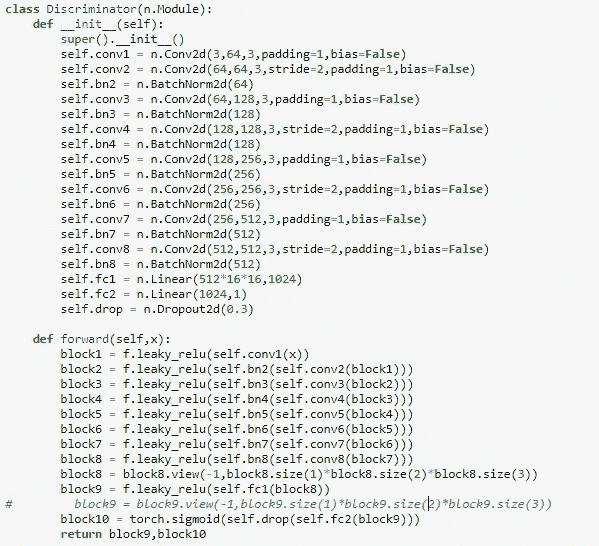 class Discriminator(n.Module):
    def __init__(self):
        super().__init__()
        self.conv1 = n.Conv2d(3,64,3,padding=1,bias=False)
        self.conv2 = n.Conv2d(64,64,3,stride=2,padding=1,bias=False)
        self.bn2 = n.BatchNorm2d(64)
        self.conv3 = n.Conv2d(64,128,3,padding=1,bias=False)
        self.bn3 = n.BatchNorm2d(128)
        self.conv4 = n.Conv2d(128,128,3,stride=2,padding=1,bias=False)
        self.bn4 = n.BatchNorm2d(128)
        self.conv5 = n.Conv2d(128,256,3,padding=1,bias=False)
        self.bn5 = n.BatchNorm2d(256)
        self.conv6 = n.Conv2d(256,256,3,stride=2,padding=1,bias=False)
        self.bn6 = n.BatchNorm2d(256)
        self.conv7 = n.Conv2d(256,512,3,padding=1,bias=False)
        self.bn7 = n.BatchNorm2d(512)
        self.conv8 = n.Conv2d(512,512,3,stride=2,padding=1,bias=False)
        self.bn8 = n.BatchNorm2d(512)
        self.fc1 = n.Linear(512*16*16,1024)
        self.fc2 = n.Linear(1024,1)
        self.drop = n.Dropout2d(0.3)

    def forward(self,x):
        block1 = f.leaky_relu(self.conv1(x))
        block2 = f.leaky_relu(self.bn2(self.conv2(block1)))
        block3 = f.leaky_relu(self.bn3(self.conv3(block2)))
        block4 = f.leaky_relu(self.bn4(self.conv4(block3)))
        block5 = f.leaky_relu(self.bn5(self.conv5(block4)))
        block6 = f.leaky_relu(self.bn6(self.conv6(block5)))
        block7 = f.leaky_relu(self.bn7(self.conv7(block6)))
        block8 = f.leaky_relu(self.bn8(self.conv8(block7)))
        block8 = block8.view(-1,block8.size(1)*block8.size(2)*block8.size(3))
        block9 = f.leaky_relu(self.fc1(block8))
#         block9 = block9.view(-1,block9.size(1)*block9.size(2)*block9.size(3))
        block10 = torch.sigmoid(self.drop(self.fc2(block9)))
        return block9,block10